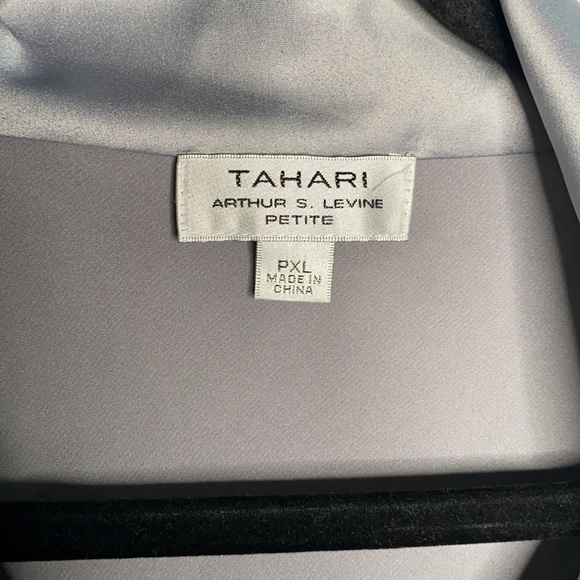 TAHARI
ARTHUR S. LEVINE
PETITE
PXL
MADE IN
CHINA